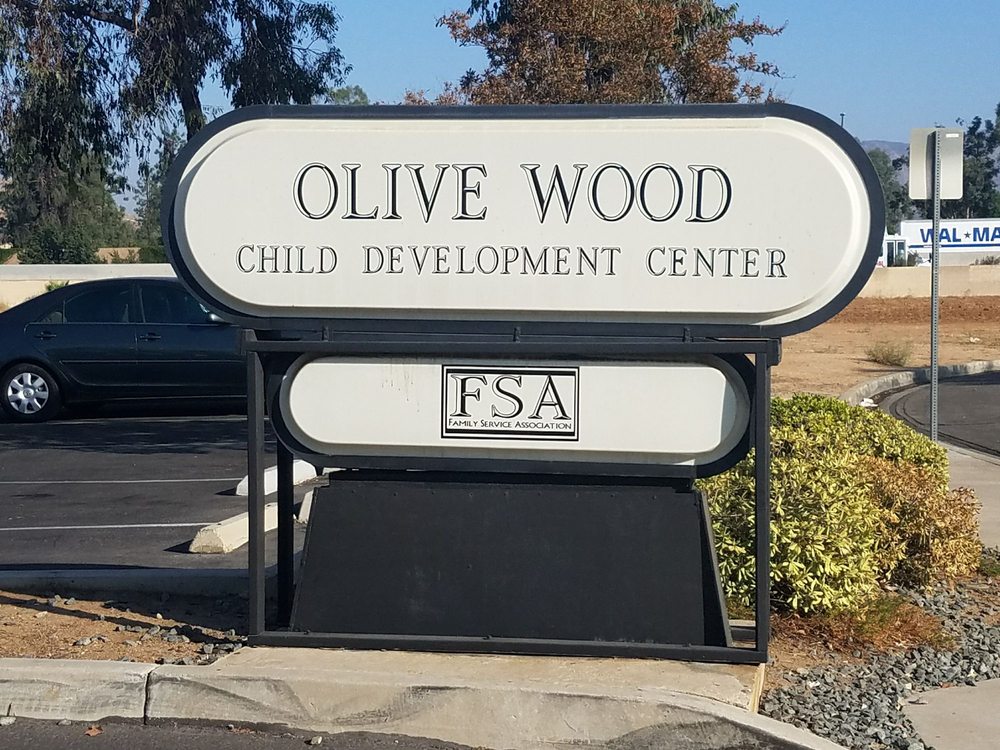 OLIVE WOOD
CHILD DEVELOPMENT CENTER
FSA
FAMILY SERVICE ASSOCIATION
WAL★MA